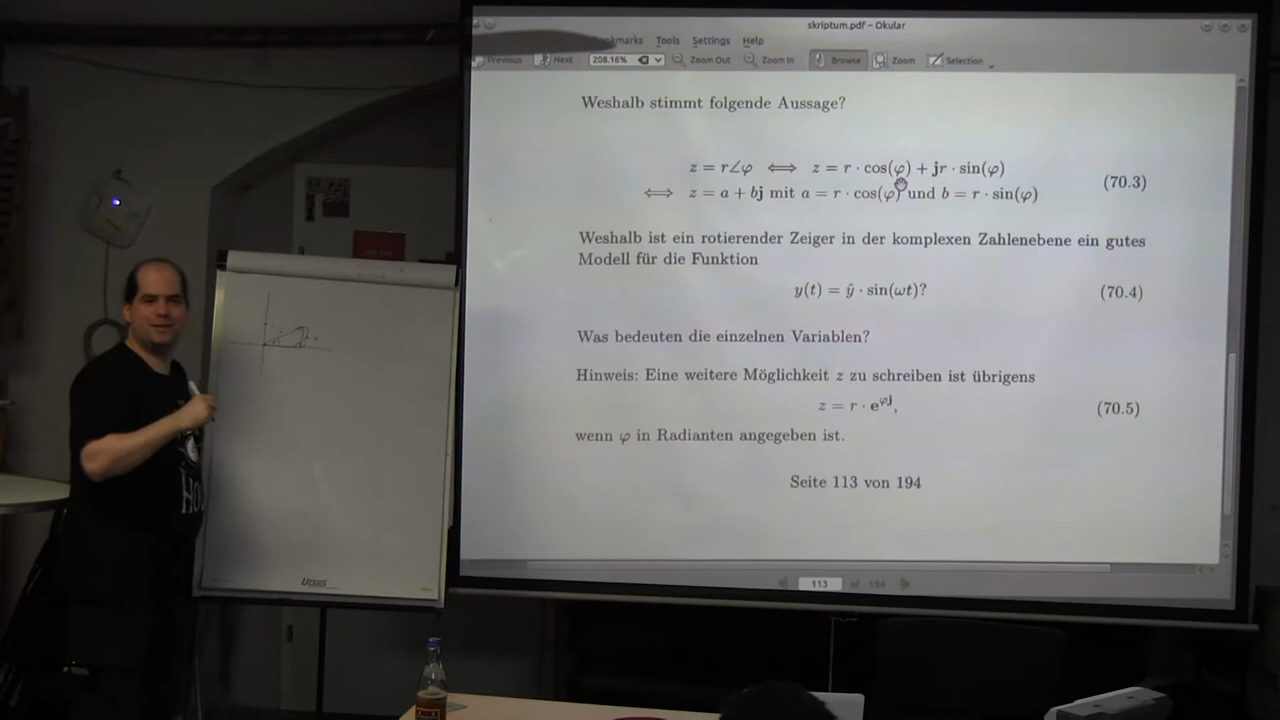 skriptum.pdf – Okular
Tools Settings Help
Previous Next 208.16% Zoom Out Zoom In Browse Zoom Selection
Weshalb stimmt folgende Aussage?
z = r∠φ ⟺ z = r · cos(φ) + jr · sin(φ)
⟺ z = a + bj mit a = r · cos(φ) und b = r · sin(φ) (70.3)
Weshalb ist ein rotierender Zeiger in der komplexen Zahlenebene ein gutes
Modell für die Funktion
y(t) = ŷ · sin(ωt)? (70.4)
Was bedeuten die einzelnen Variablen?
Hinweis: Eine weitere Möglichkeit z zu schreiben ist übrigens
z = r · e^φj, (70.5)
wenn φ in Radianten angegeben ist.
Seite 113 von 194
113 of 194